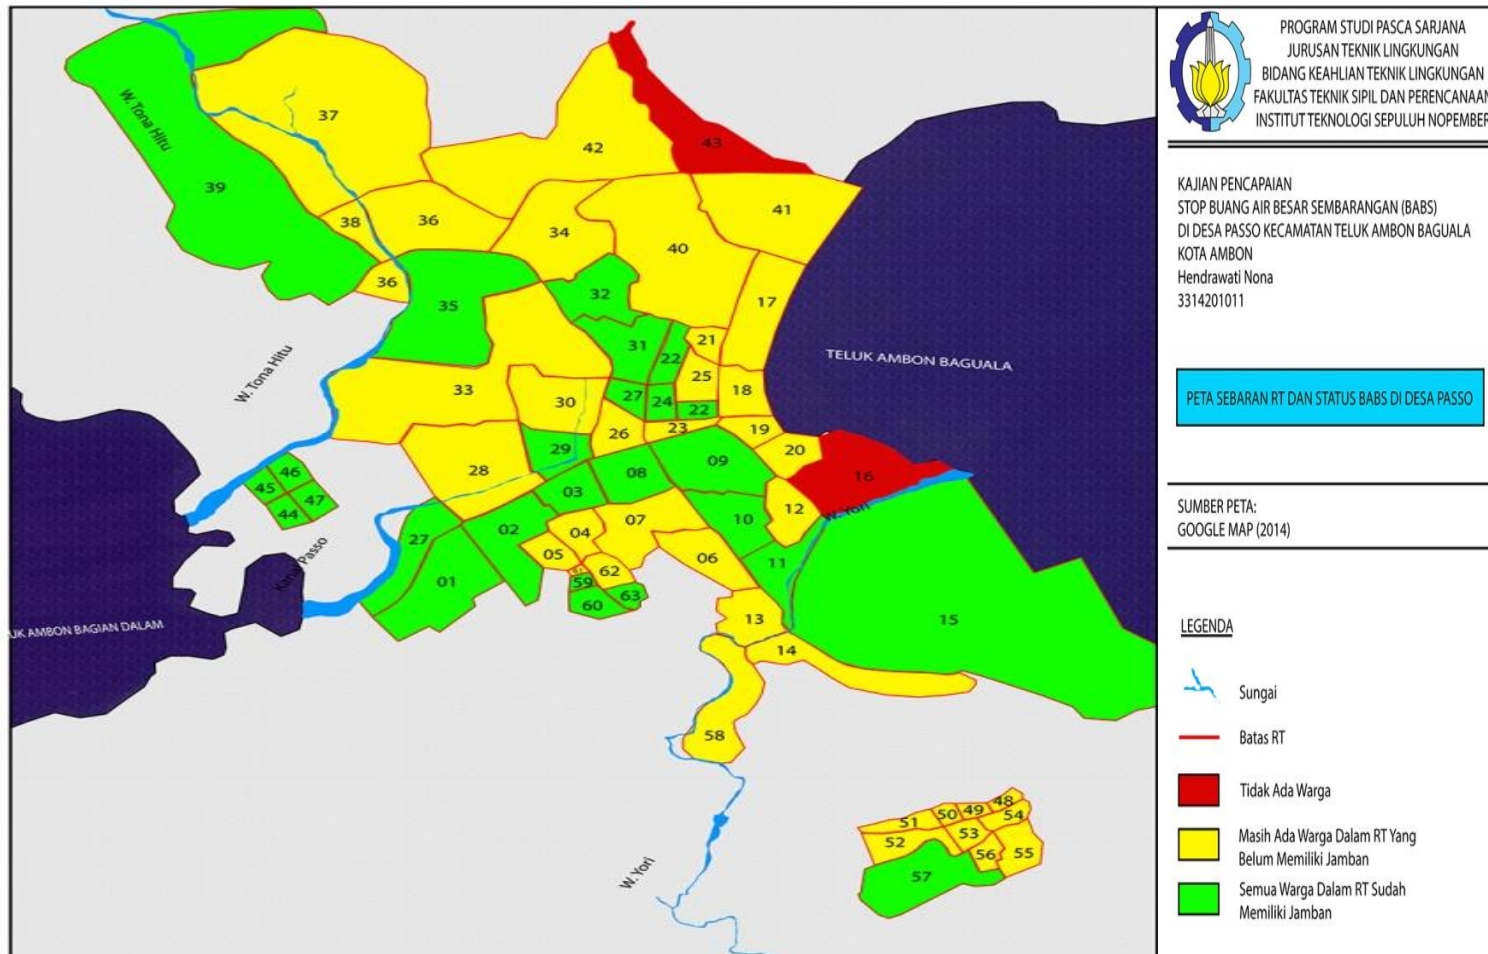 PROGRAM STUDI PASCA SARJANA
JURUSAN TEKNIK LINGKUNGAN
BIDANG KEAHLIAN TEKNIK LINGKUNGAN
FAKULTAS TEKNIK SIPIL DAN PERENCANAAN
INSTITUT TEKNOLOGI SEPULUH NOPEMBER
KAJIAN PENCAPAIAN
STOP BUANG AIR BESAR SEMBARANGAN (BABS)
DI DESA PASSO KECAMATAN TELUK AMBON BAGUALA
KOTA AMBON
Hendrawati Nona
3314201011
PETA SEBARAN RT DAN STATUS BABS DI DESA PASSO
SUMBER PETA:
GOOGLE MAP (2014)
LEGENDA
Sungai
Batas RT
Tidak Ada Warga
Masih Ada Warga Dalam RT Yang
Belum Memiliki Jamban
Semua Warga Dalam RT Sudah
Memiliki Jamban
W. Tona Hitu
37
42
43
39
38
36
34
41
40
36
35
32
17
W. Tona Hitu
31
22
21
TELUK AMBON BAGUALA
33
30
27
24
25
22
18
26
23
19
20
29
28
09
16
46
45
47
44
03
08
12
W. Yori
02
04
07
10
27
05
06
11
01
62
59
60
63
Passo
UK AMBON BAGIAN DALAM
13
15
14
58
W. Yori
51
50
49
48
54
52
53
56
55
57